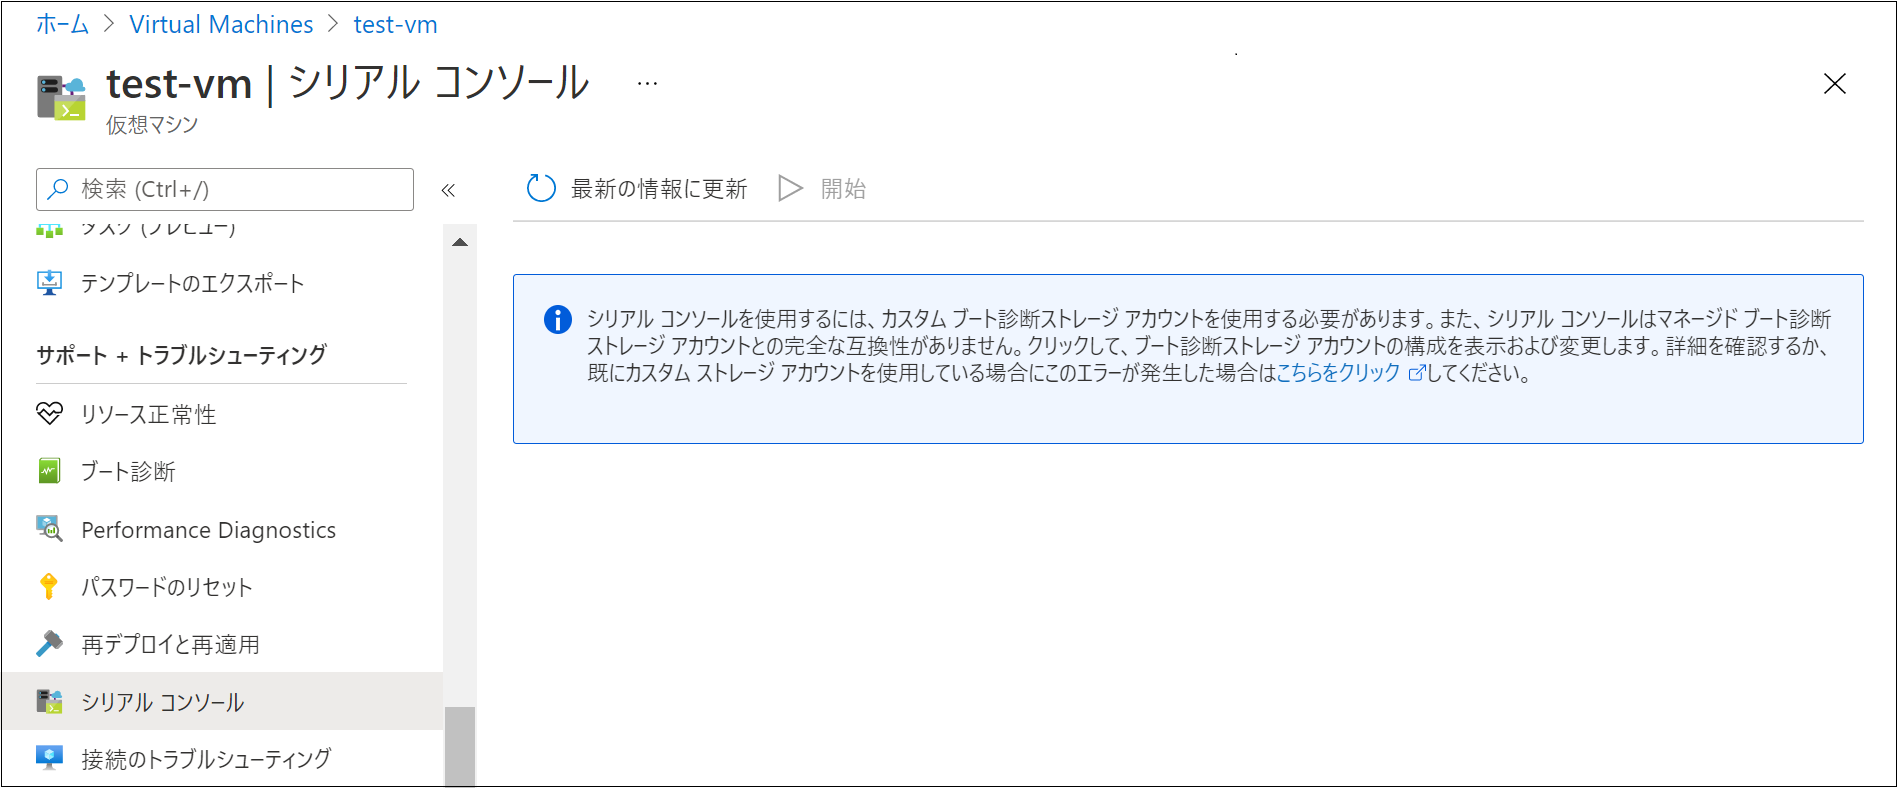 ホーム > Virtual Machines > test-vm
test-vm | シリアル コンソール ...
仮想マシン
検索 (Ctrl+/)
«
最新の情報に更新
開始
タスク (プレビュー)
テンプレートのエクスポート
サポート + トラブルシューティング
リソース正常性
ブート診断
Performance Diagnostics
パスワードのリセット
再デプロイと再適用
シリアル コンソール
接続のトラブルシューティング
シリアル コンソールを使用するには、カスタム ブート診断ストレージ アカウントを使用する必要があります。また、シリアル コンソールはマネージド ブート診断
ストレージ アカウントとの完全な互換性がありません。クリックして、ブート診断ストレージ アカウントの構成を表示および変更します。詳細を確認するか、
既にカスタム ストレージ アカウントを使用している場合にこのエラーが発生した場合はこちらをクリックしてください。